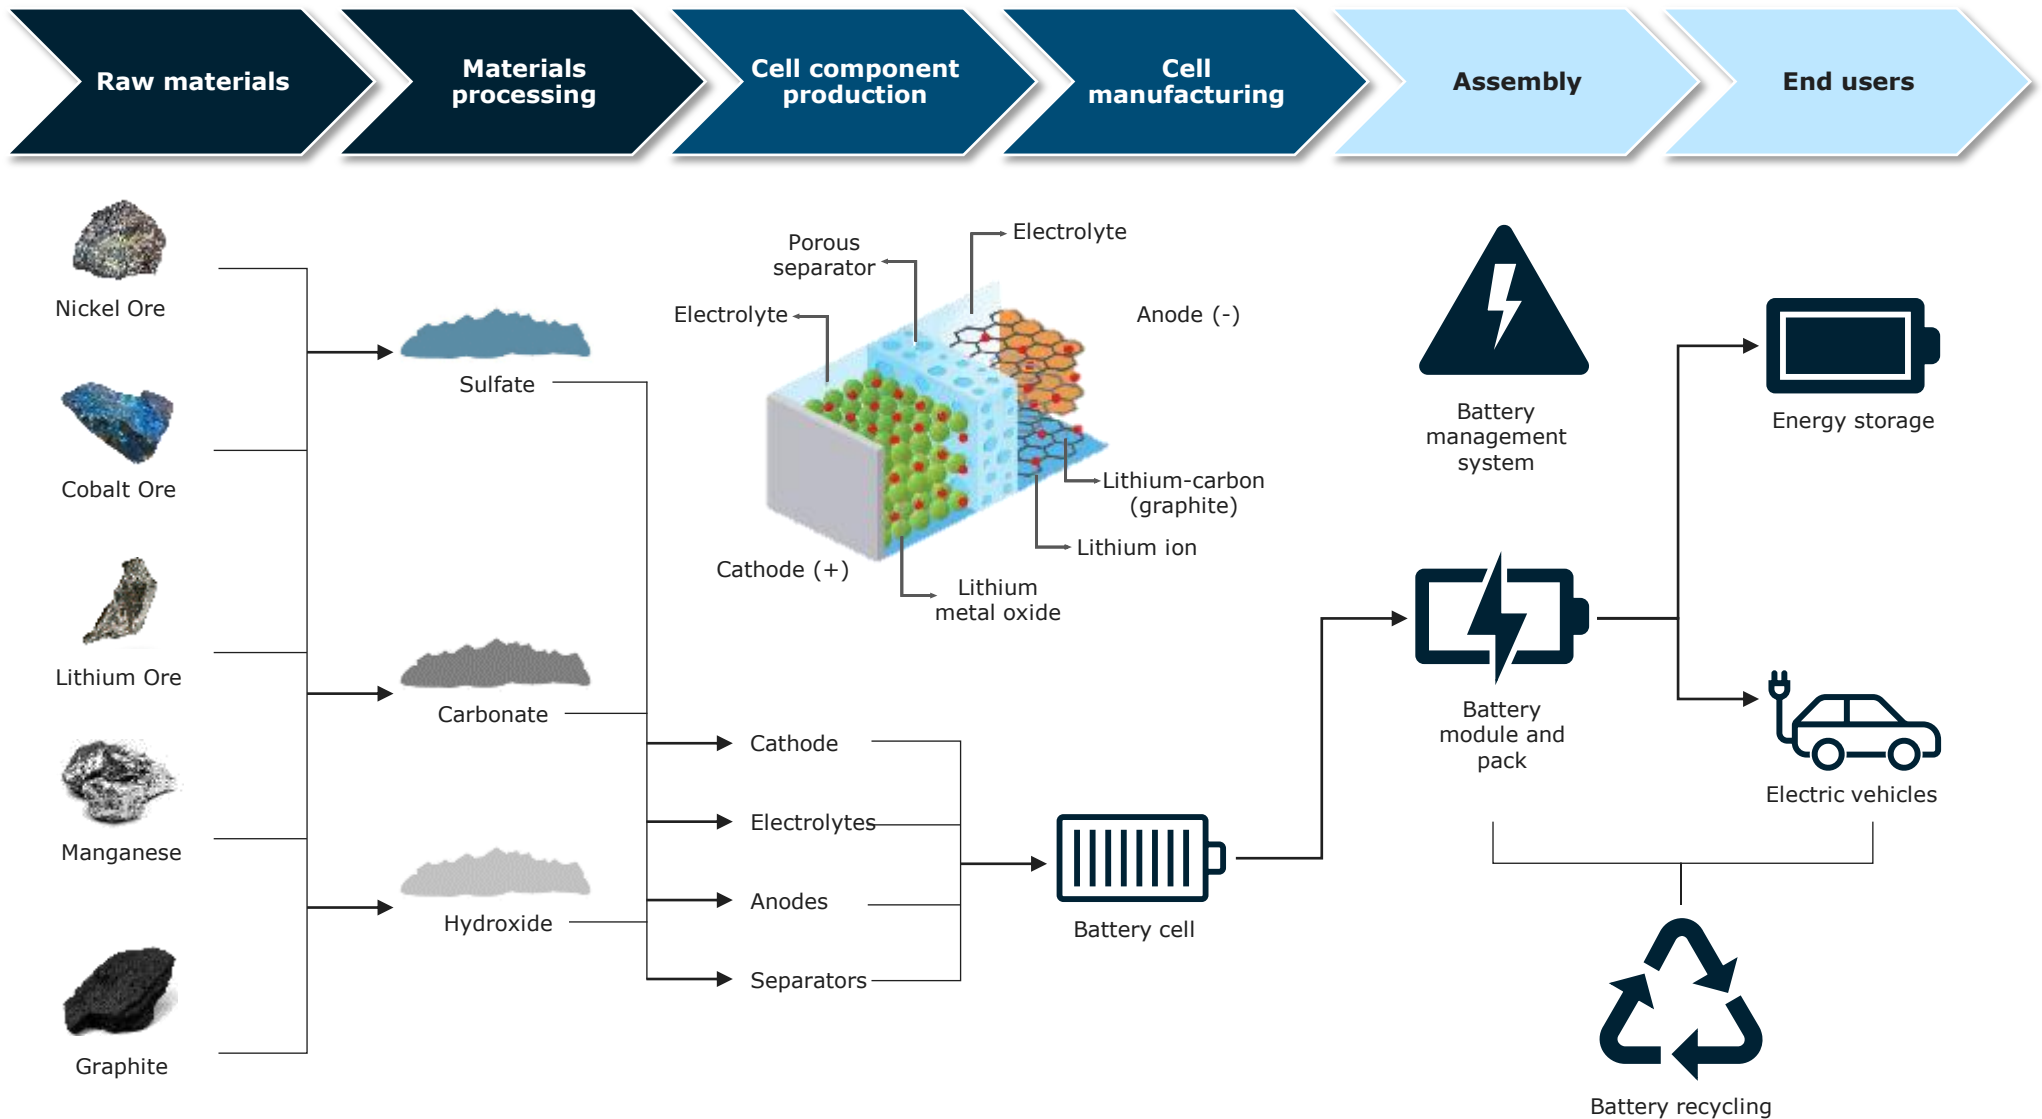 Raw materials
Materials
processing
Cell component
production
Cell
manufacturing
Assembly
End users
Nickel Ore
Cobalt Ore
Lithium Ore
Manganese
Graphite
Sulfate
Carbonate
Hydroxide
Porous
separator
Electrolyte
Electrolyte
Anode (-)
Lithium-carbon
(graphite)
Lithium ion
Cathode (+)
Lithium
metal oxide
Cathode
Electrolytes
Anodes
Separators
Battery cell
Battery
management
system
Battery
module and
pack
Energy storage
Electric vehicles
Battery recycling